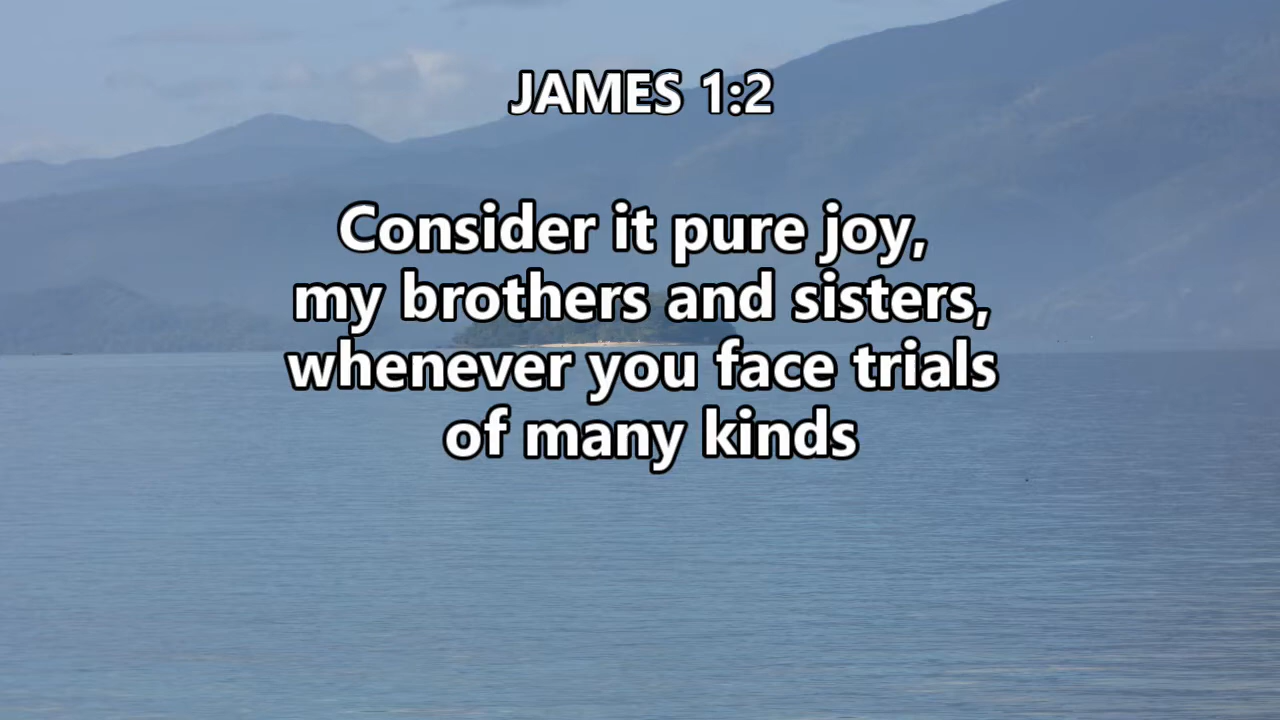 JAMES 1:2
Consider it pure joy,
my brothers and sisters,
whenever you face trials
of many kinds